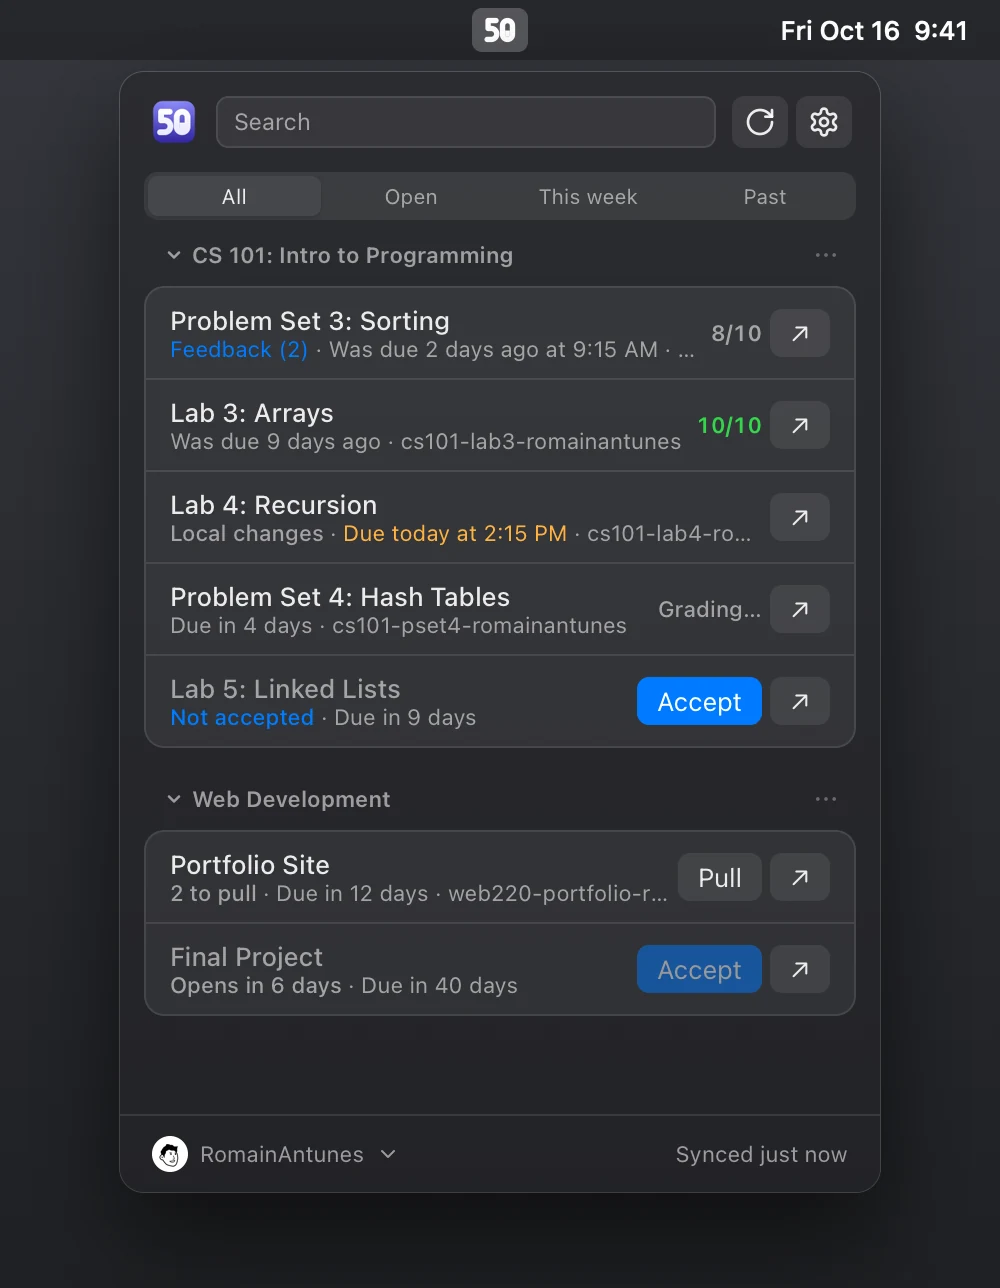 50
Fri Oct 16 9:41
50
Search
All
Open
This week
Past
CS 101: Intro to Programming
Problem Set 3: Sorting
Feedback (2) · Was due 2 days ago at 9:15 AM · ...
8/10
Lab 3: Arrays
Was due 9 days ago · cs101-lab3-romainantunes
10/10
Lab 4: Recursion
Local changes · Due today at 2:15 PM · cs101-lab4-ro...
Problem Set 4: Hash Tables
Due in 4 days · cs101-pset4-romainantunes
Grading...
Lab 5: Linked Lists
Not accepted · Due in 9 days
Accept
Web Development
Portfolio Site
2 to pull · Due in 12 days · web220-portfolio-r...
Pull
Final Project
Opens in 6 days · Due in 40 days
Accept
RomainAntunes
Synced just now